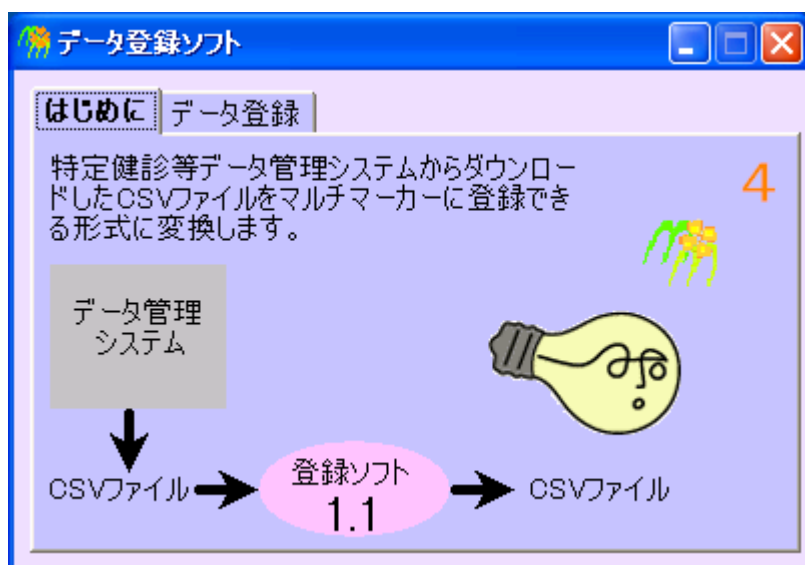 データ登録ソフト
はじめに データ登録
特定健診等データ管理システムからダウンロー
ドしたCSVファイルをマルチマーカーに登録でき
る形式に変換します。
4
データ管理
システム
CSVファイル
登録ソフト
1.1
CSVファイル